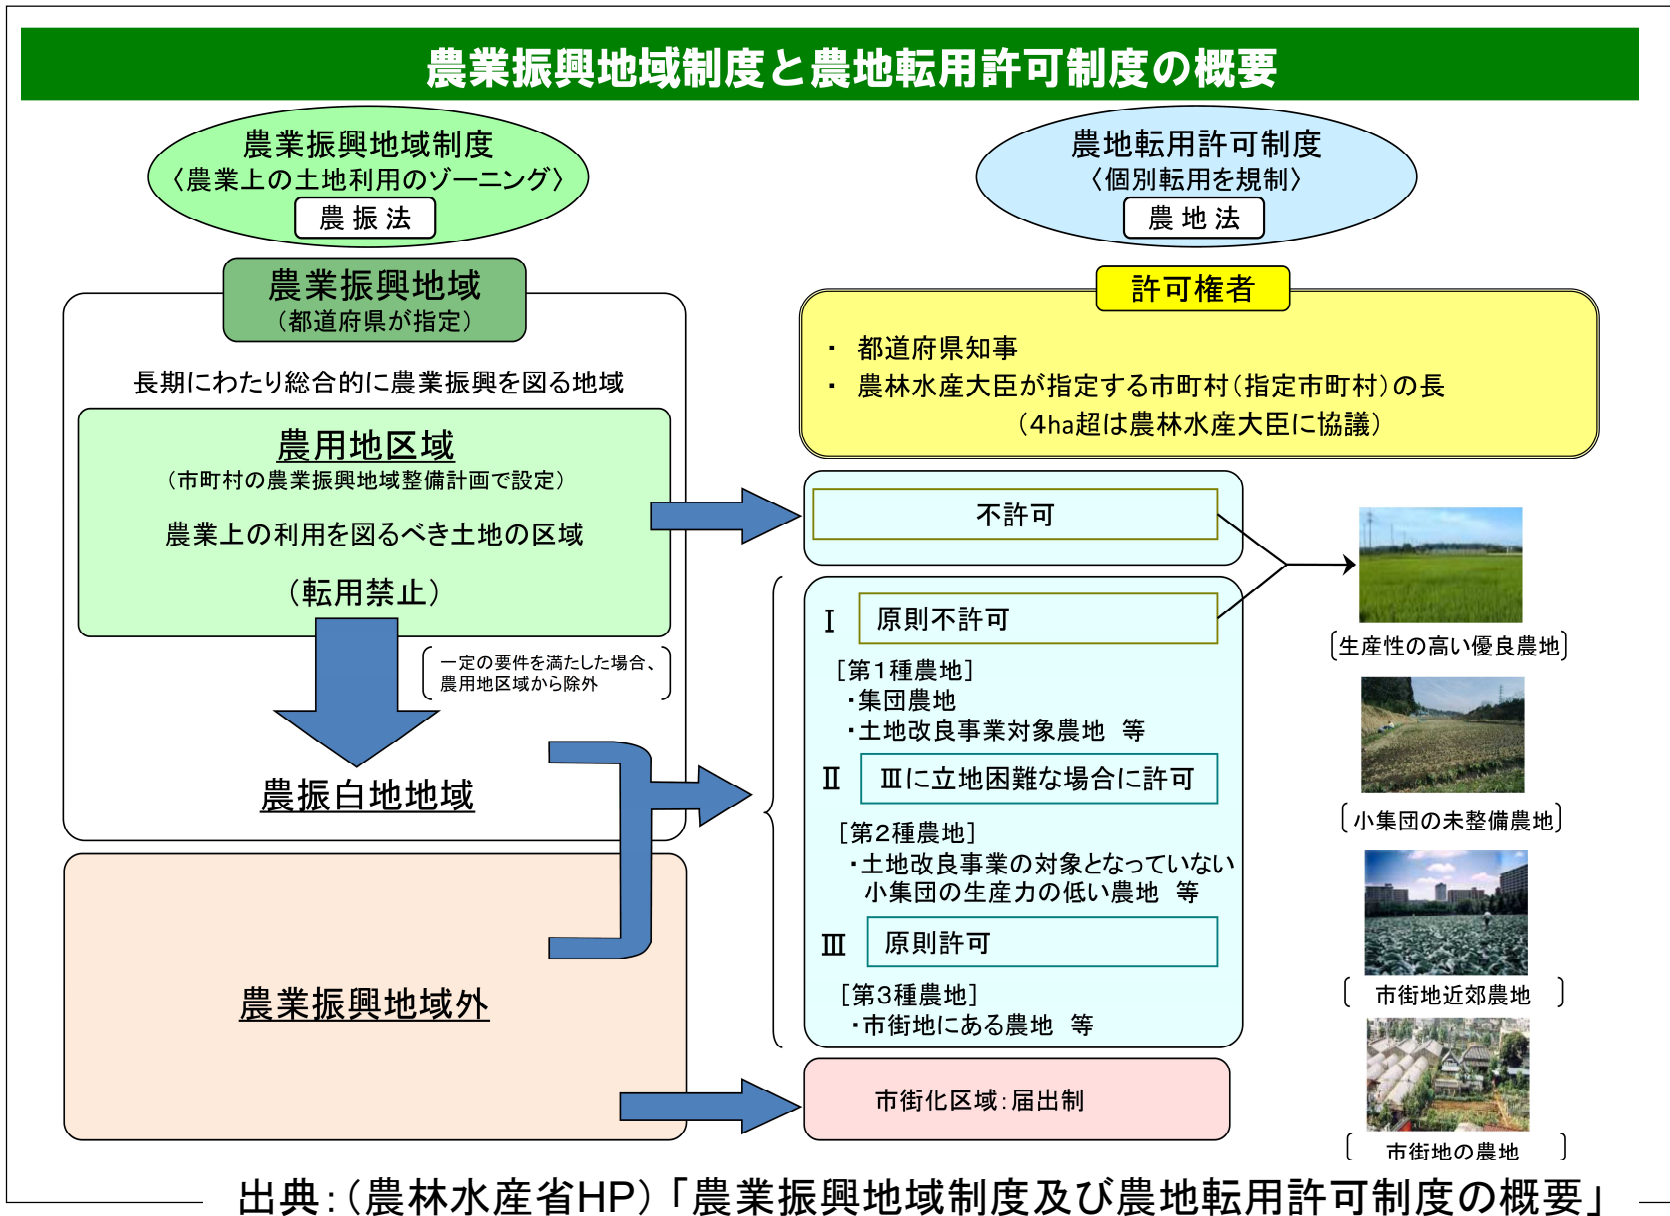 農業振興地域制度と農地転用許可制度の概要
農業振興地域制度
〈農業上の土地利用のゾーニング〉
農振法
農業振興地域
（都道府県が指定）
長期にわたり総合的に農業振興を図る地域
農用地区域
（市町村の農業振興地域整備計画で設定）
農業上の利用を図るべき土地の区域
（転用禁止）
一定の要件を満たした場合、
農用地区域から除外
農振白地地域
農業振興地域外
農地転用許可制度
〈個別転用を規制〉
農地法
許可権者
・ 都道府県知事
・ 農林水産大臣が指定する市町村（指定市町村）の長
（4ha超は農林水産大臣に協議）
不許可
Ⅰ 原則不許可
［第１種農地］
・集団農地
・土地改良事業対象農地 等
Ⅱ Ⅲに立地困難な場合に許可
［第２種農地］
・土地改良事業の対象となっていない
小集団の生産力の低い農地 等
Ⅲ 原則許可
［第３種農地］
・市街地にある農地 等
市街化区域：届出制
〔生産性の高い優良農地〕
〔小集団の未整備農地〕
〔 市街地近郊農地 〕
〔 市街地の農地 〕
出典：（農林水産省HP）「農業振興地域制度及び農地転用許可制度の概要」